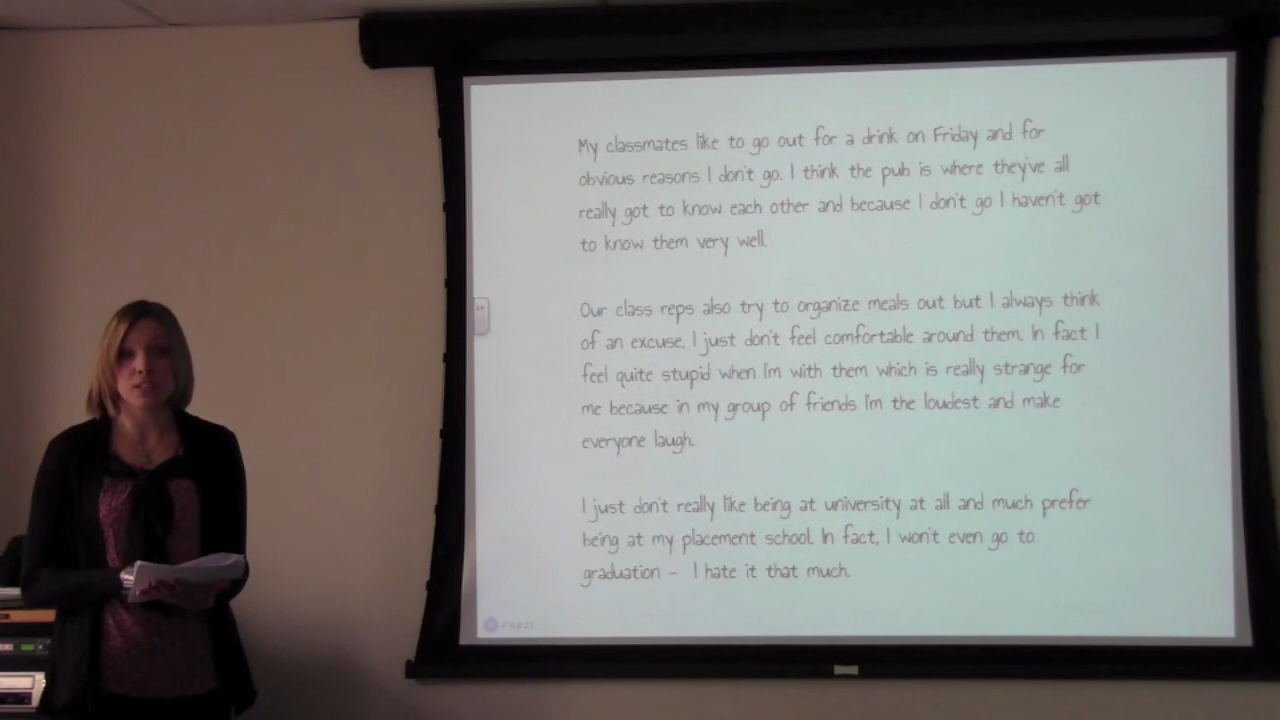 My classmates like to go out for a drink on Friday and for
obvious reasons I don't go. I think the pub is where they've all
really got to know each other and because I don't go I haven't got
to know them very well.
Our class reps also try to organize meals out but I always think
of an excuse. I just don't feel comfortable around them. In fact I
feel quite stupid when I'm with them which is really strange for
me because in my group of friends I'm the loudest and make
everyone laugh.
I just don't really like being at university at all and much prefer
being at my placement school. In fact, I won't even go to
graduation - I hate it that much.
Prezi